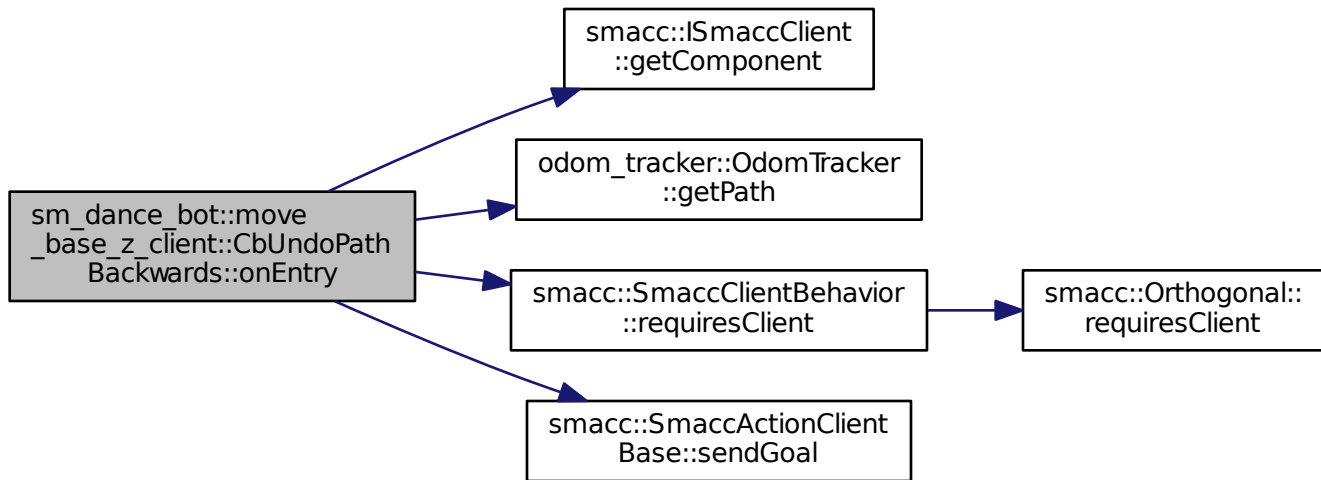 sm_dance_bot::move
_base_z_client::CbUndoPath
Backwards::onEntry
smacc::ISmaccClient
::getComponent
odom_tracker::OdomTracker
::getPath
smacc::SmaccClientBehavior
::requiresClient
smacc::Orthogonal::
requiresClient
smacc::SmaccActionClient
Base::sendGoal